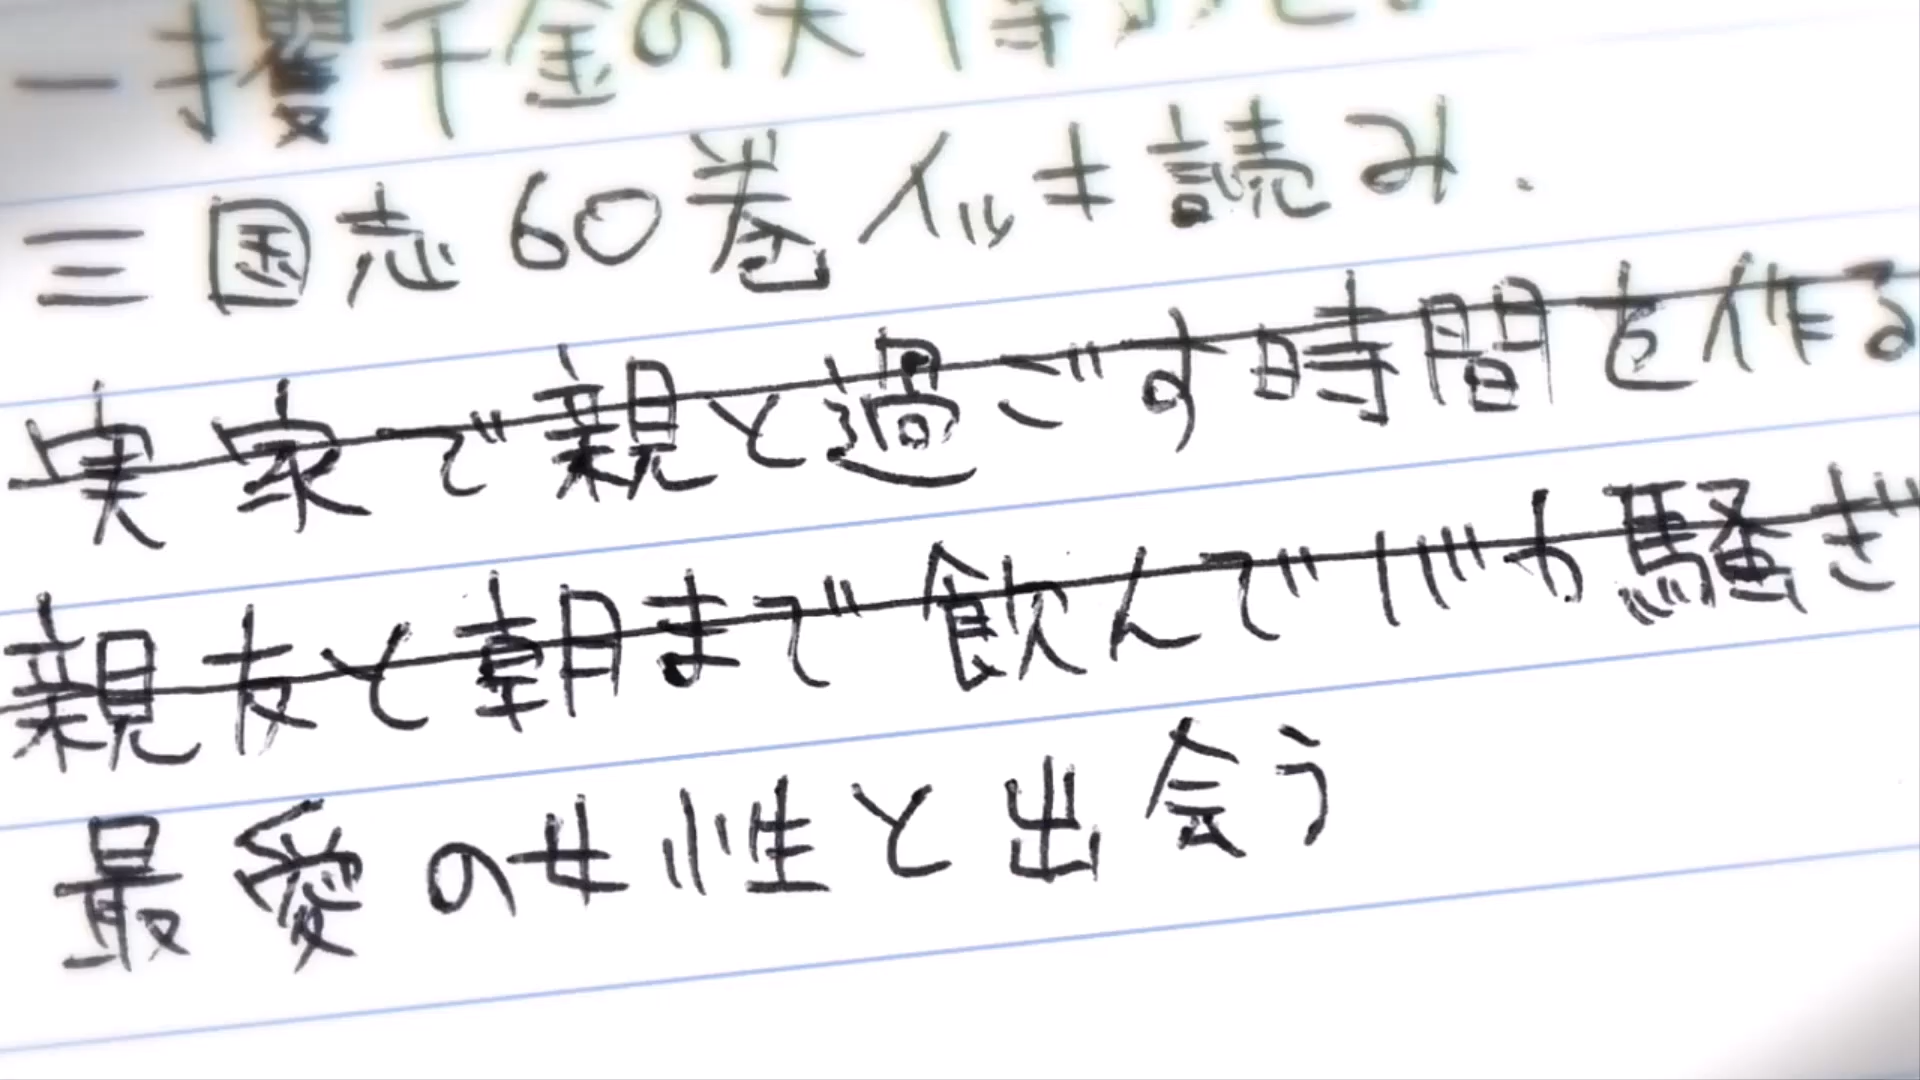 一攫千金の夫得
三国志60巻イッキ読み.
実家で親と過ごす時間を作る
親友と朝まで飲んでバカ騒ぎ
最愛の女性と出会う